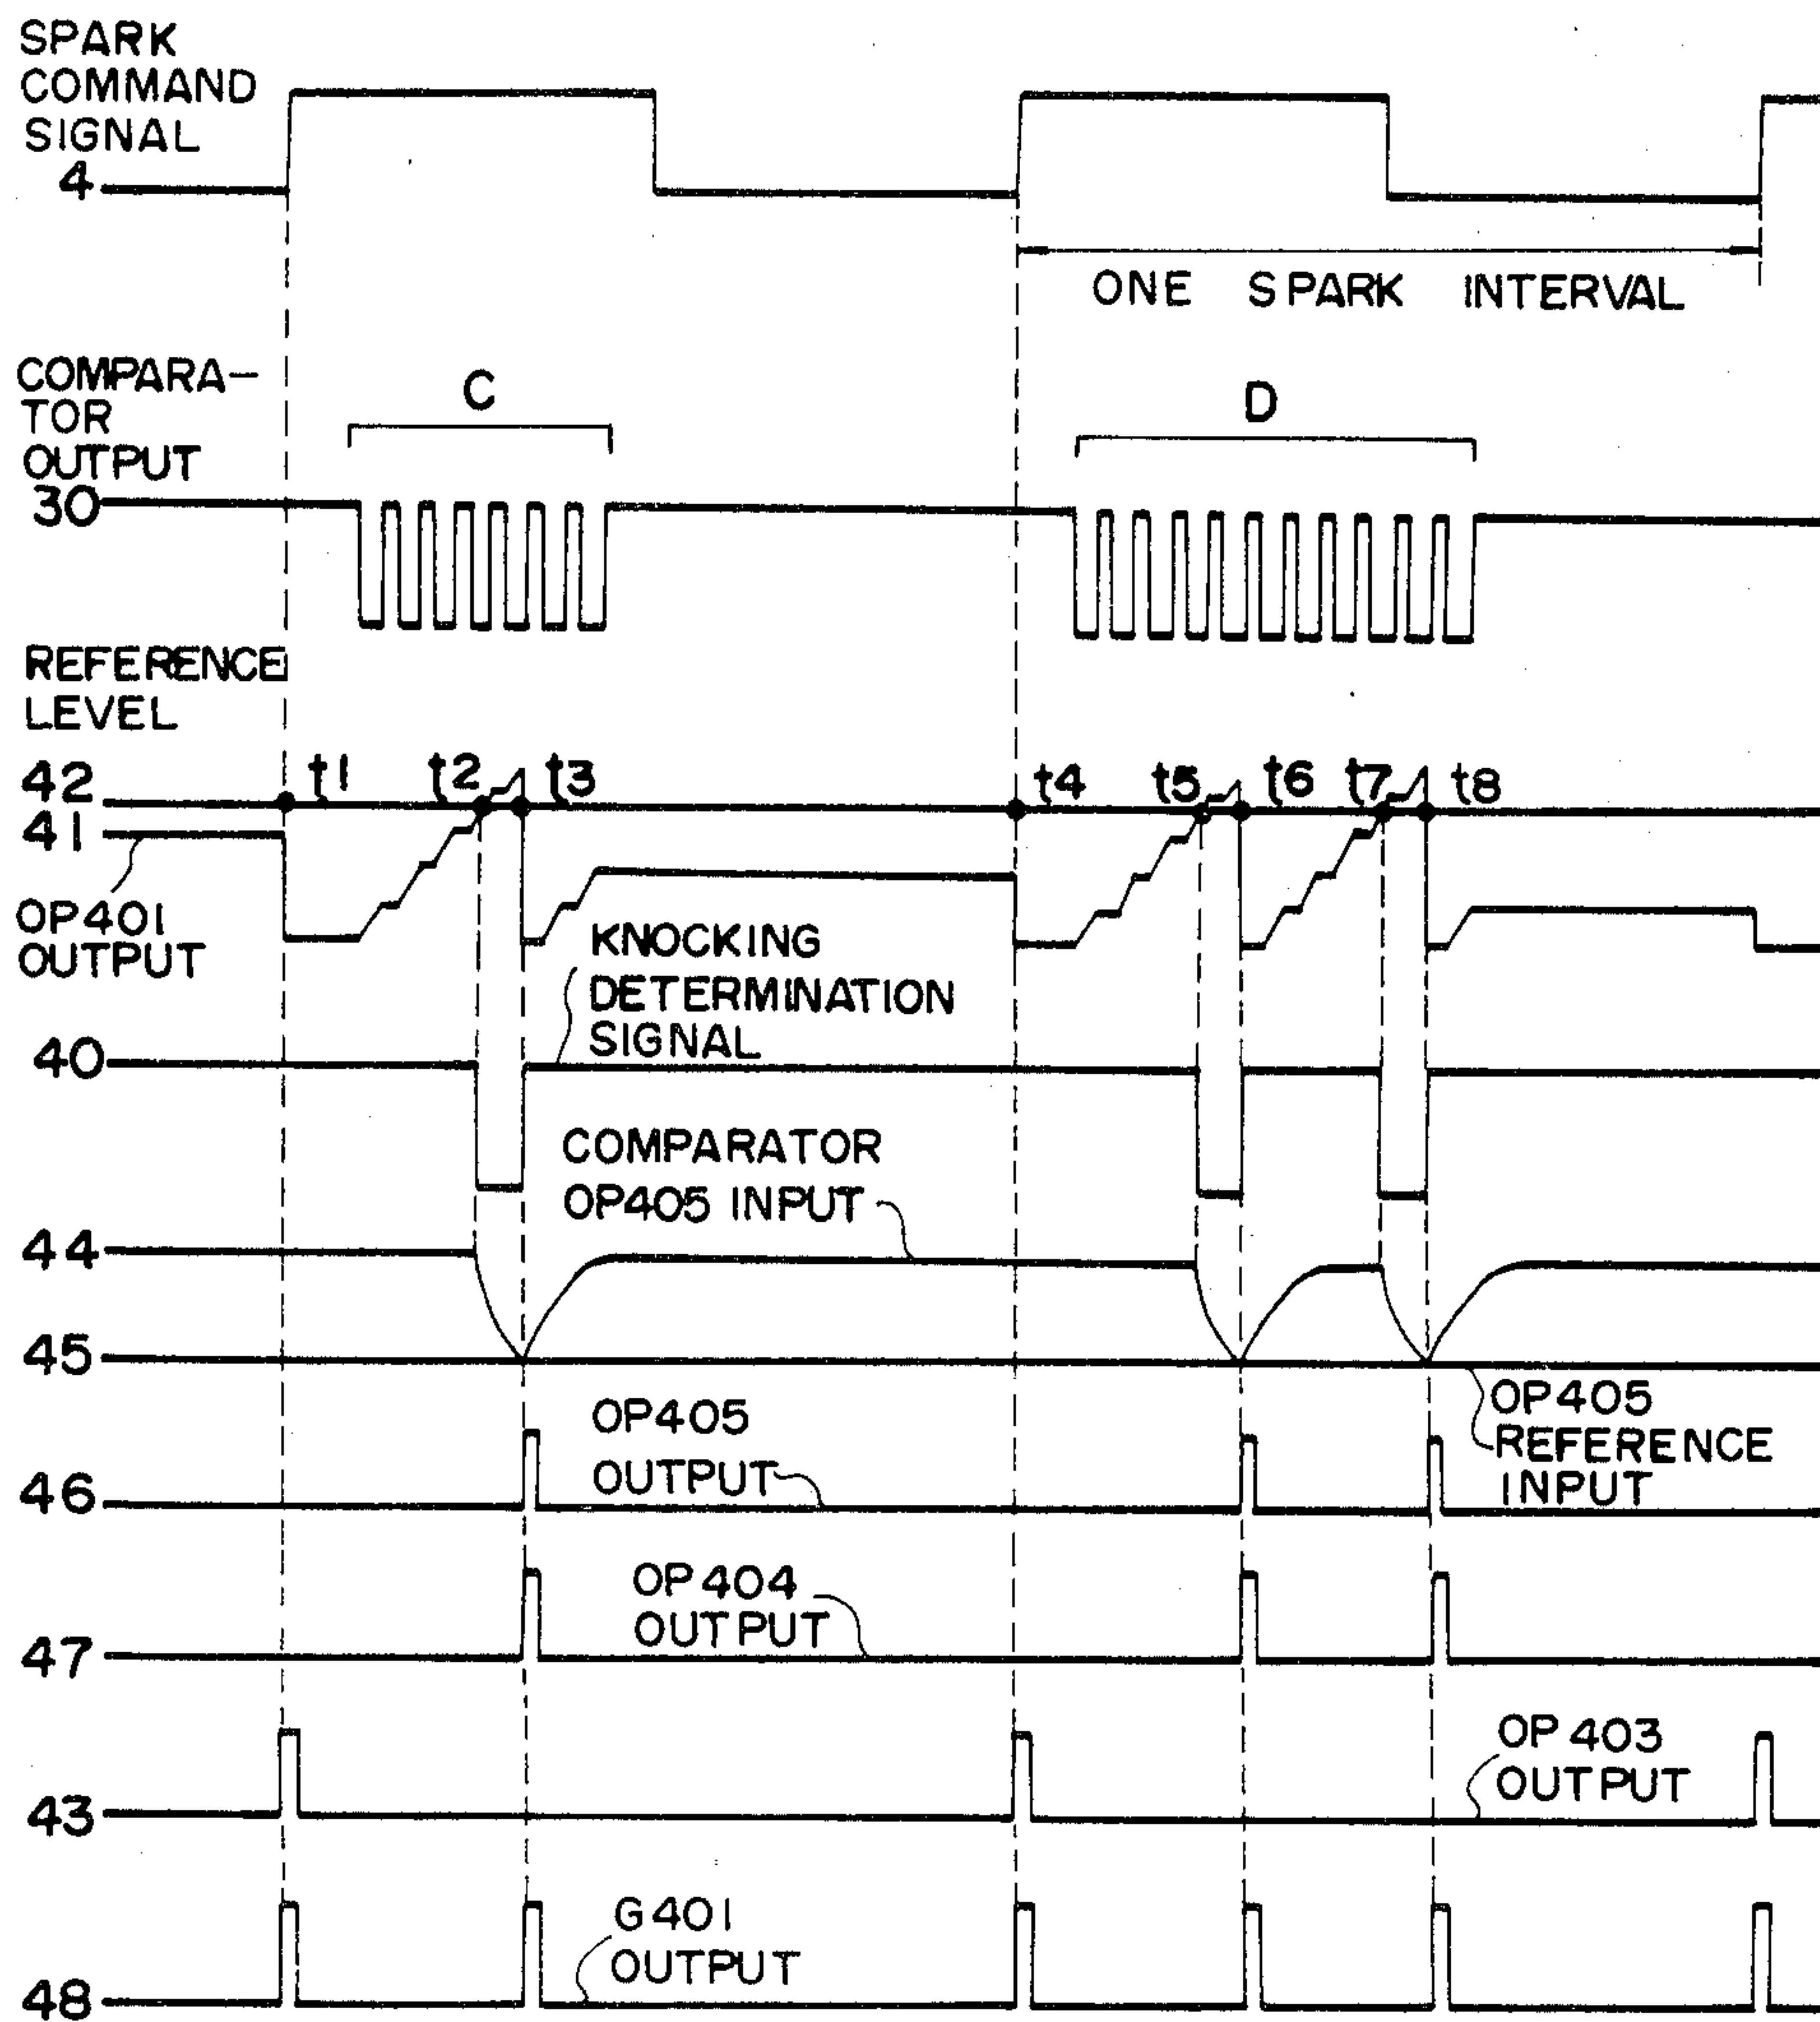 SPARK
COMMAND
SIGNAL
4
ONE SPARK INTERVAL
COMPARA-
TOR
OUTPUT
30
C
D
REFERENCE
LEVEL
42
t1
t2
t3
t4
t5
t6
t7
t8
41
OP401
OUTPUT
KNOCKING
DETERMINATION
SIGNAL
40
COMPARATOR
OP405 INPUT
44
45
OP405
REFERENCE
INPUT
OP405
OUTPUT
46
OP404
OUTPUT
47
OP403
OUTPUT
43
G401
OUTPUT
48